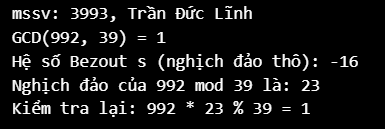 mssv: 3993, Trần Đức Lĩnh
GCD(992, 39) = 1
Hệ số Bezout s (nghịch đảo thô): -16
Nghịch đảo của 992 mod 39 là: 23
Kiểm tra lại: 992 * 23 % 39 = 1